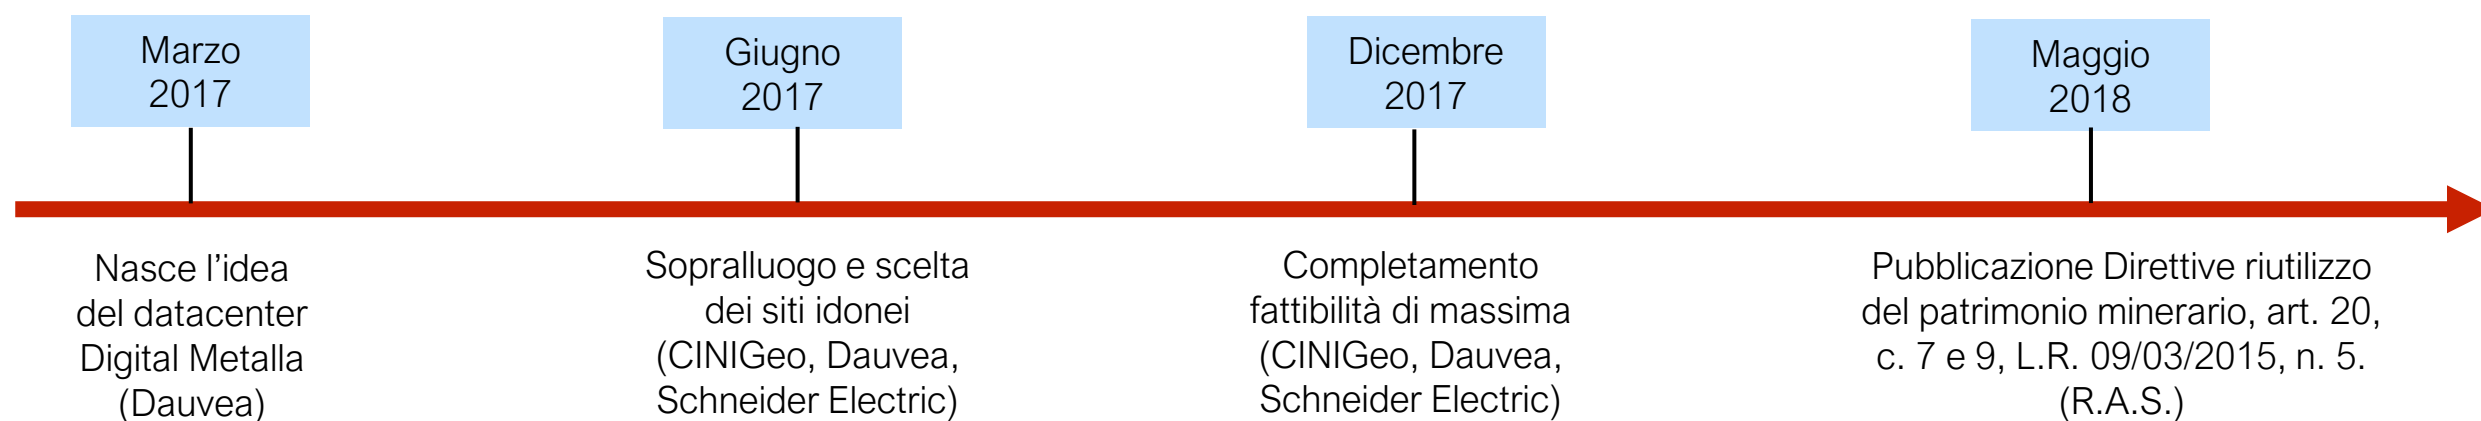 Marzo
2017
Giugno
2017
Dicembre
2017
Maggio
2018
Nasce l’idea
del datacenter
Digital Metalla
(Dauvea)
Sopralluogo e scelta
dei siti idonei
(CINIGeo, Dauvea,
Schneider Electric)
Completamento
fattibilità di massima
(CINIGeo, Dauvea,
Schneider Electric)
Pubblicazione Direttive riutilizzo
del patrimonio minerario, art. 20,
c. 7 e 9, L.R. 09/03/2015, n. 5.
(R.A.S.)